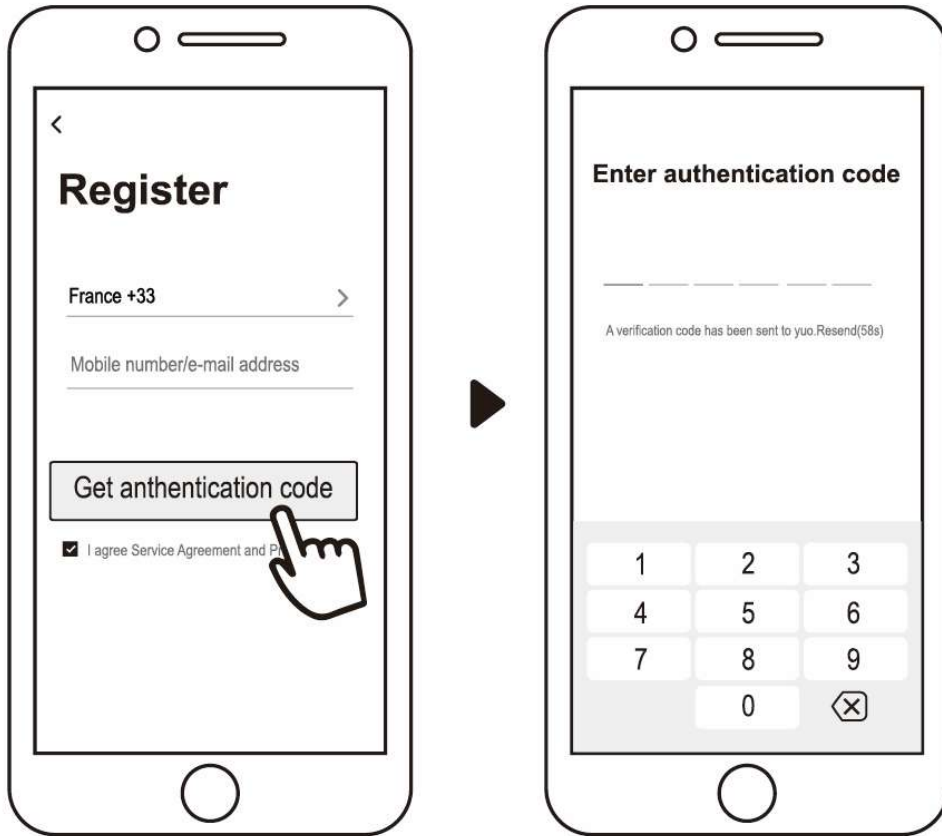 Register
France +33
Mobile number/e-mail address
Get anthentication code
I agree Service Agreement and
Enter authentication code
A verification code has been sent to yuo.Resend(58s)
1 2 3
4 5 6
7 8 9
0